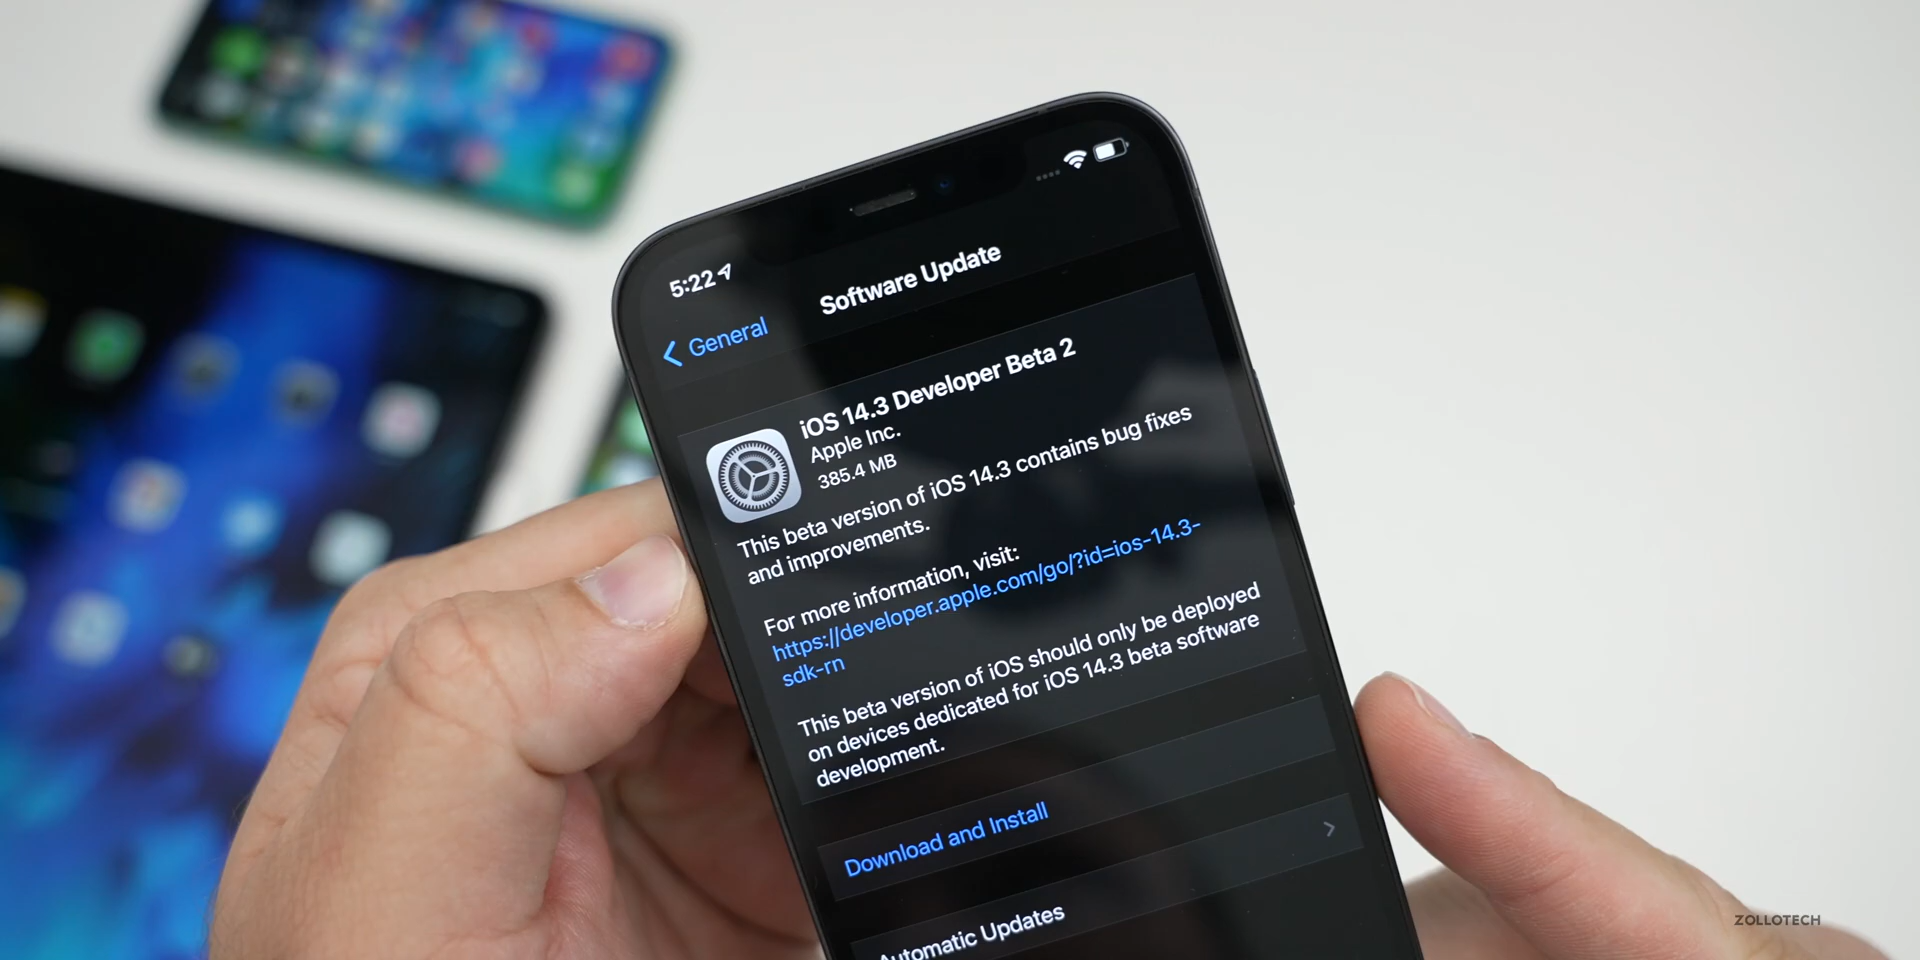 5:22
General
Software Update
iOS 14.3 Developer Beta 2
Apple Inc.
385.4 MB
This beta version of iOS 14.3 contains bug fixes
and improvements.
For more information, visit:
https://developer.apple.com/go/?id=ios-14.3-
sdk-rn
This beta version of iOS should only be deployed
on devices dedicated for iOS 14.3 beta software
development.
Download and Install
Automatic Updates
ZOLLOTECH